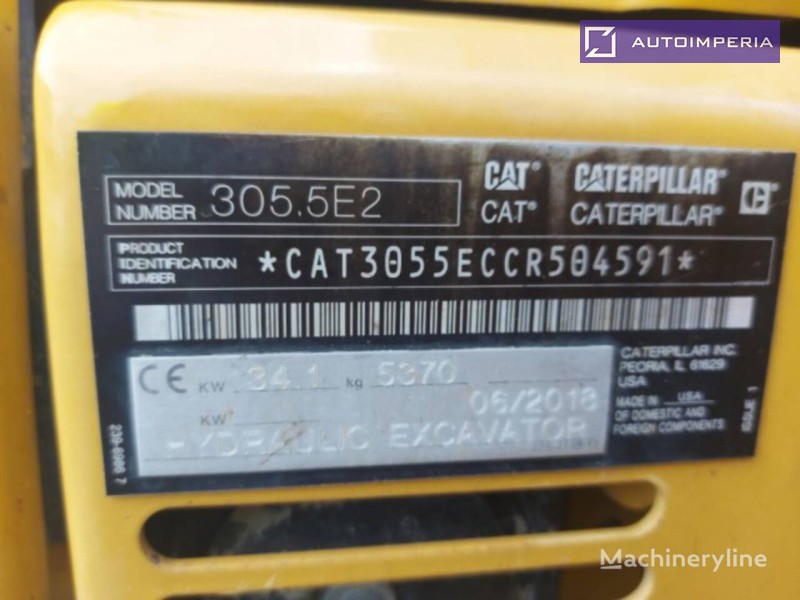 AUTOIMPERIA
MODEL NUMBER 305.5E2
CAT® CATERPILLAR®
CAT® CATERPILLAR®
PRODUCT IDENTIFICATION NUMBER *CAT3055ECCR504591*
CATERPILLAR INC.
PEORIA, IL 61629
USA
MADE IN USA
OF DOMESTIC AND
FOREIGN COMPONENTS
ISSUE 1
CE KW 34.1 kg 5370
KW 06/2018
HYDRAULIC EXCAVATOR
Machineryline